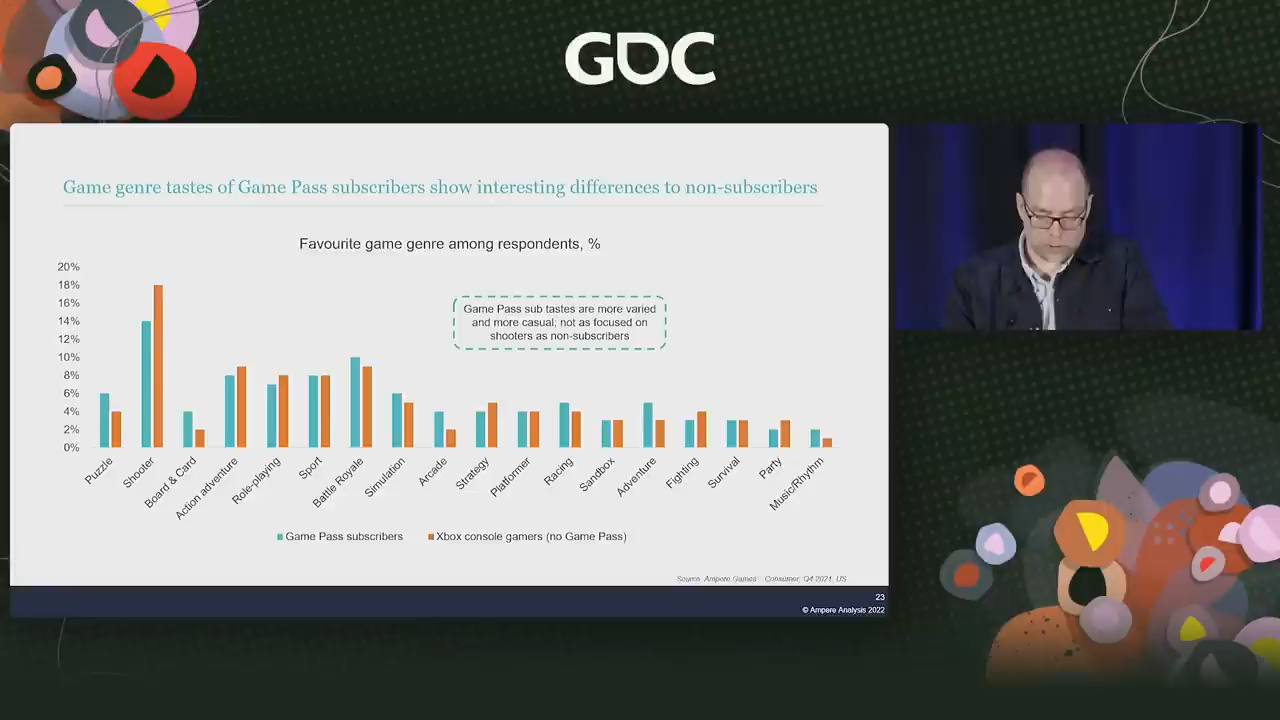 GDC
Game genre tastes of Game Pass subscribers show interesting differences to non-subscribers
Favourite game genre among respondents, %
20%
18%
16%
14%
12%
10%
8%
6%
4%
2%
0%
Game Pass sub tastes are more varied
and more casual; not as focused on
shooters as non-subscribers
Puzzle
Shooter
Board & Card
Action adventure
Role-playing
Sport
Battle Royale
Simulation
Arcade
Strategy
Platformer
Racing
Sandbox
Adventure
Fighting
Survival
Party
Music/Rhythm
Game Pass subscribers
Xbox console gamers (no Game Pass)
Source: Ampere Games - Consumer, Q4 2021, US
23
© Ampere Analysis 2022